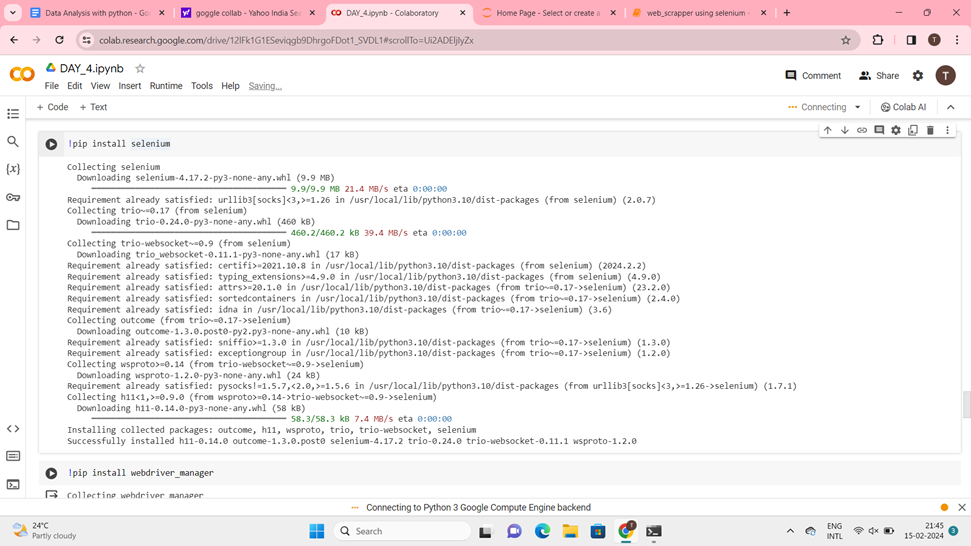 Data Analysis with python - Go
goggle collab - Yahoo India Sea
DAY_4.ipynb - Colaboratory
Home Page - Select or create a
web_scrapper using selenium -
colab.research.google.com/drive/12lFk1G1ESeviqgb9DhrgoFDot1_SVDL1#scrollTo=Ui2ADEljIyZx
T
DAY_4.ipynb
File Edit View Insert Runtime Tools Help Saving...
Comment Share T
+ Code + Text
Connecting Colab AI
!pip install selenium
Collecting selenium
Downloading selenium-4.17.2-py3-none-any.whl (9.9 MB)
9.9/9.9 MB 21.4 MB/s eta 0:00:00
Requirement already satisfied: urllib3[socks]<3,>=1.26 in /usr/local/lib/python3.10/dist-packages (from selenium) (2.0.7)
Collecting trio~=0.17 (from selenium)
Downloading trio-0.24.0-py3-none-any.whl (460 kB)
460.2/460.2 kB 39.4 MB/s eta 0:00:00
Collecting trio-websocket~=0.9 (from selenium)
Downloading trio_websocket-0.11.1-py3-none-any.whl (17 kB)
Requirement already satisfied: certifi>=2021.10.8 in /usr/local/lib/python3.10/dist-packages (from selenium) (2024.2.2)
Requirement already satisfied: typing_extensions>=4.9.0 in /usr/local/lib/python3.10/dist-packages (from selenium) (4.9.0)
Requirement already satisfied: attrs>=20.1.0 in /usr/local/lib/python3.10/dist-packages (from trio~=0.17->selenium) (23.2.0)
Requirement already satisfied: sortedcontainers in /usr/local/lib/python3.10/dist-packages (from trio~=0.17->selenium) (2.4.0)
Requirement already satisfied: idna in /usr/local/lib/python3.10/dist-packages (from trio~=0.17->selenium) (3.6)
Collecting outcome (from trio~=0.17->selenium)
Downloading outcome-1.3.0.post0-py2.py3-none-any.whl (10 kB)
Requirement already satisfied: sniffio>=1.3.0 in /usr/local/lib/python3.10/dist-packages (from trio~=0.17->selenium) (1.3.0)
Requirement already satisfied: exceptiongroup in /usr/local/lib/python3.10/dist-packages (from trio~=0.17->selenium) (1.2.0)
Collecting wsproto>=0.14 (from trio-websocket~=0.9->selenium)
Downloading wsproto-1.2.0-py3-none-any.whl (24 kB)
Requirement already satisfied: pysocks!=1.5.7,<2.0,>=1.5.6 in /usr/local/lib/python3.10/dist-packages (from urllib3[socks]<3,>=1.26->selenium) (1.7.1)
Collecting h11<1,>=0.9.0 (from wsproto>=0.14->trio-websocket~=0.9->selenium)
Downloading h11-0.14.0-py3-none-any.whl (58 kB)
58.3/58.3 kB 7.4 MB/s eta 0:00:00
Installing collected packages: outcome, h11, wsproto, trio, trio-websocket, selenium
Successfully installed h11-0.14.0 outcome-1.3.0.post0 selenium-4.17.2 trio-0.24.0 trio-websocket-0.11.1 wsproto-1.2.0
!pip install webdriver_manager
Collecting webdriver_manager
Connecting to Python 3 Google Compute Engine backend
24°C
Partly cloudy
Search
ENG
INTL
21:45
15-02-2024
3